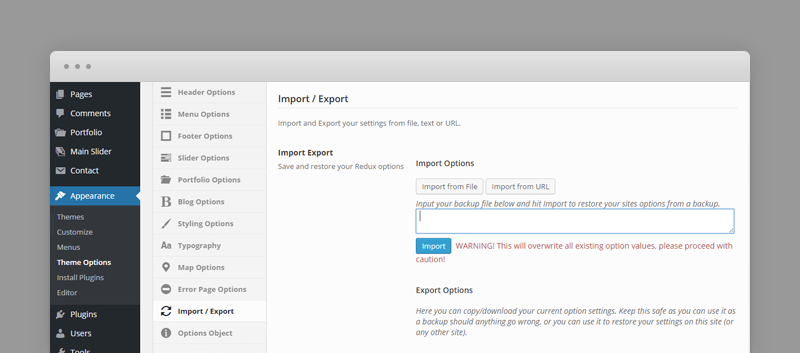 Pages
Comments
Portfolio
Main Slider
Contact
Appearance
Themes
Customize
Menus
Theme Options
Install Plugins
Editor
Plugins
Users
Tools
Header Options
Menu Options
Footer Options
Slider Options
Portfolio Options
Blog Options
Styling Options
Typography
Map Options
Error Page Options
Import / Export
Options Object
Import / Export
Import and Export your settings from file, text or URL.
Import Export
Save and restore your Redux options
Import Options
Import from File
Import from URL
Input your backup file below and hit Import to restore your sites options from a backup.
Import
WARNING! This will overwrite all existing option values, please proceed with
caution!
Export Options
Here you can copy/download your current option settings. Keep this safe as you can use it as
a backup should anything go wrong, or you can use it to restore your settings on this site (or
any other site).